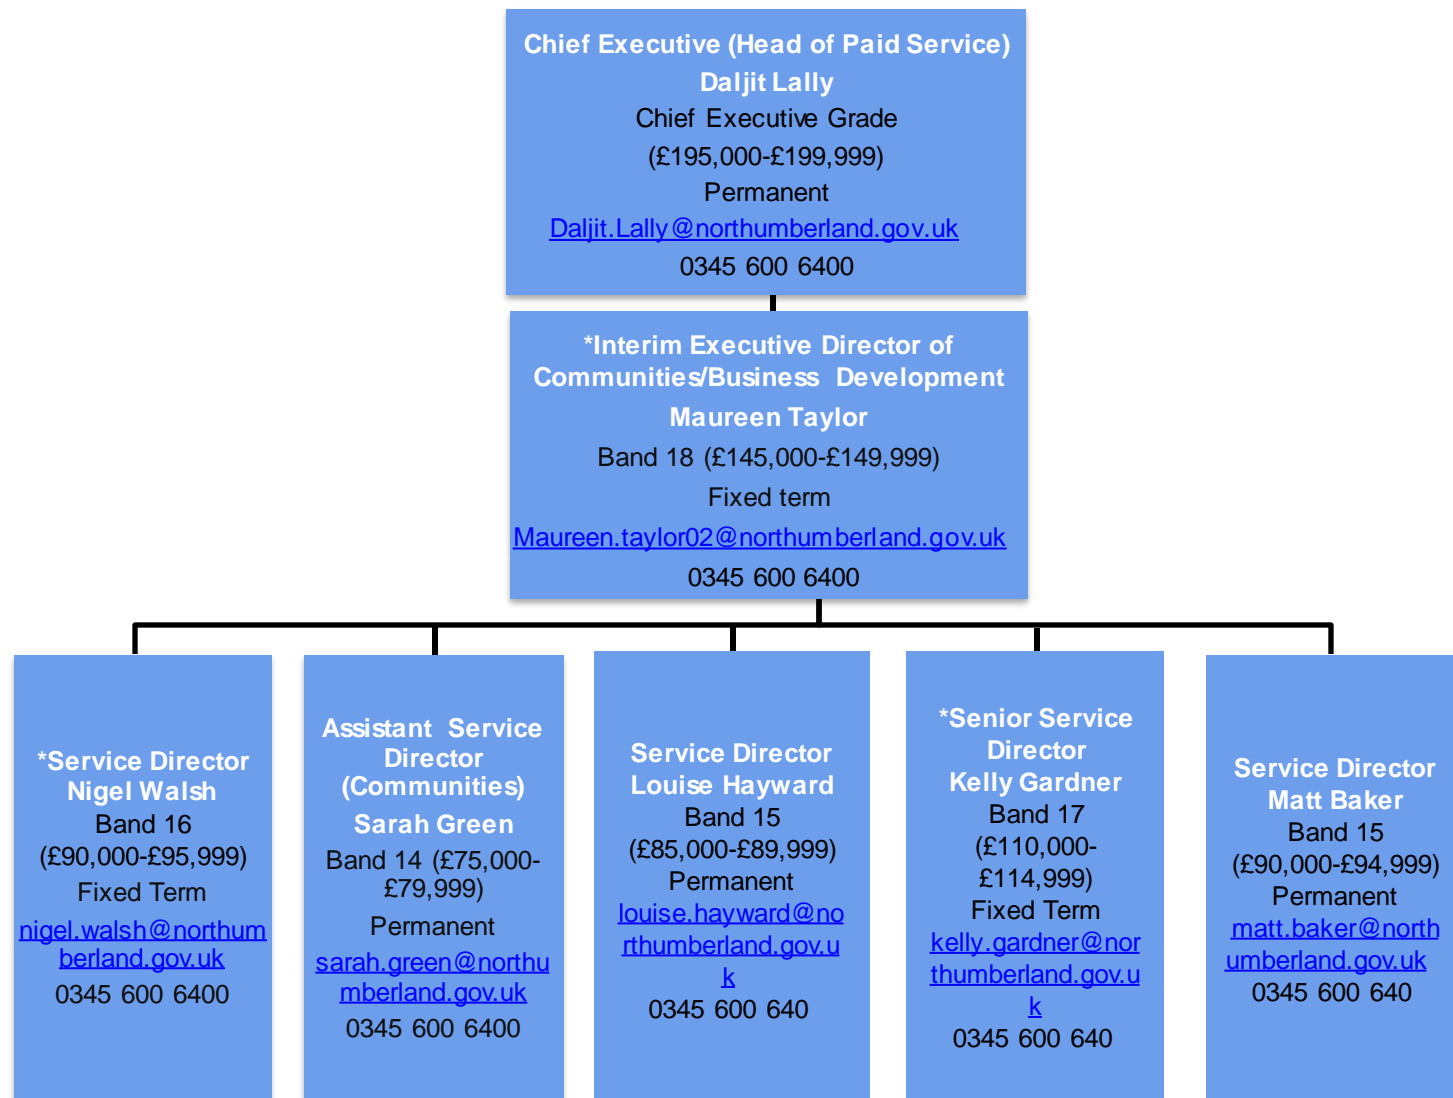 Chief Executive (Head of Paid Service)
Daljit Lally
Chief Executive Grade
(£195,000-£199,999)
Permanent
Daljit.Lally@northumberland.gov.uk
0345 600 6400
*Interim Executive Director of
Communities/Business Development
Maureen Taylor
Band 18 (£145,000-£149,999)
Fixed term
Maureen.taylor02@northumberland.gov.uk
0345 600 6400
*Service Director
Nigel Walsh
Band 16
(£90,000-£95,999)
Fixed Term
nigel.walsh@northum
berland.gov.uk
0345 600 6400
Assistant Service
Director
(Communities)
Sarah Green
Band 14 (£75,000-
£79,999)
Permanent
sarah.green@northu
mberland.gov.uk
0345 600 6400
Service Director
Louise Hayward
Band 15
(£85,000-£89,999)
Permanent
louise.hayward@no
rthumberland.gov.u
k
0345 600 640
*Senior Service
Director
Kelly Gardner
Band 17
(£110,000-
£114,999)
Fixed Term
kelly.gardner@nor
thumberland.gov.u
k
0345 600 640
Service Director
Matt Baker
Band 15
(£90,000-£94,999)
Permanent
matt.baker@north
umberland.gov.uk
0345 600 640